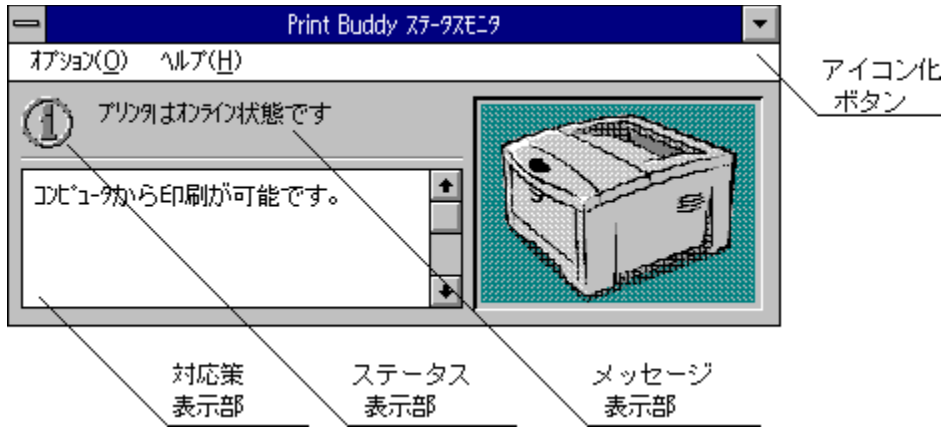 Print Buddy ｽﾃｰﾀｽﾓﾆﾀ
ｵﾌﾟｼｮﾝ(O) ﾍﾙﾌﾟ(H)
アイコン化
ボタン
ﾌﾟﾘﾝﾀはｵﾝﾗｲﾝ状態です
ｺﾝﾋﾟｭｰﾀから印刷が可能です。
対応策
表示部
ステータス
表示部
メッセージ
表示部